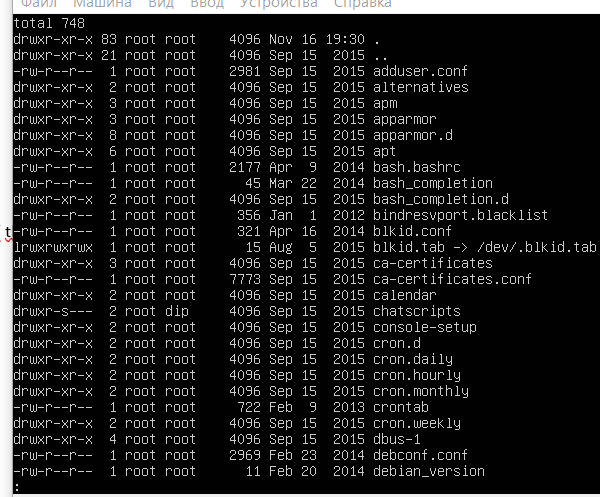 Файл Машина Вид Ввод Устройства Справка
total 748
drwxr-xr-x 83 root root    4096 Nov 16 19:30 .
drwxr-xr-x 21 root root    4096 Sep 15  2015 ..
-rw-r--r--  1 root root    2981 Sep 15  2015 adduser.conf
drwxr-xr-x  2 root root    4096 Sep 15  2015 alternatives
drwxr-xr-x  3 root root    4096 Sep 15  2015 apm
drwxr-xr-x  3 root root    4096 Sep 15  2015 apparmor
drwxr-xr-x  8 root root    4096 Sep 15  2015 apparmor.d
drwxr-xr-x  6 root root    4096 Sep 15  2015 apt
-rw-r--r--  1 root root    2177 Apr  9  2014 bash.bashrc
-rw-r--r--  1 root root      45 Mar 22  2014 bash_completion
drwxr-xr-x  2 root root    4096 Sep 15  2015 bash_completion.d
-rw-r--r--  1 root root     356 Jan  1  2012 bindresvport.blacklist
-rw-r--r--  1 root root     321 Apr 16  2014 blkid.conf
t
lrwxrwxrwx  1 root root      15 Aug  5  2015 blkid.tab -> /dev/.blkid.tab
drwxr-xr-x  3 root root    4096 Sep 15  2015 ca-certificates
-rw-r--r--  1 root root    7773 Sep 15  2015 ca-certificates.conf
drwxr-xr-x  2 root root    4096 Sep 15  2015 calendar
drwxr-s---  2 root dip     4096 Sep 15  2015 chatscripts
drwxr-xr-x  2 root root    4096 Sep 15  2015 console-setup
drwxr-xr-x  2 root root    4096 Sep 15  2015 cron.d
drwxr-xr-x  2 root root    4096 Sep 15  2015 cron.daily
drwxr-xr-x  2 root root    4096 Sep 15  2015 cron.hourly
drwxr-xr-x  2 root root    4096 Sep 15  2015 cron.monthly
-rw-r--r--  1 root root     722 Feb  9  2013 crontab
drwxr-xr-x  2 root root    4096 Sep 15  2015 cron.weekly
drwxr-xr-x  4 root root    4096 Sep 15  2015 dbus-1
-rw-r--r--  1 root root    2969 Feb 23  2014 debconf.conf
-rw-r--r--  1 root root      11 Feb 20  2014 debian_version
: